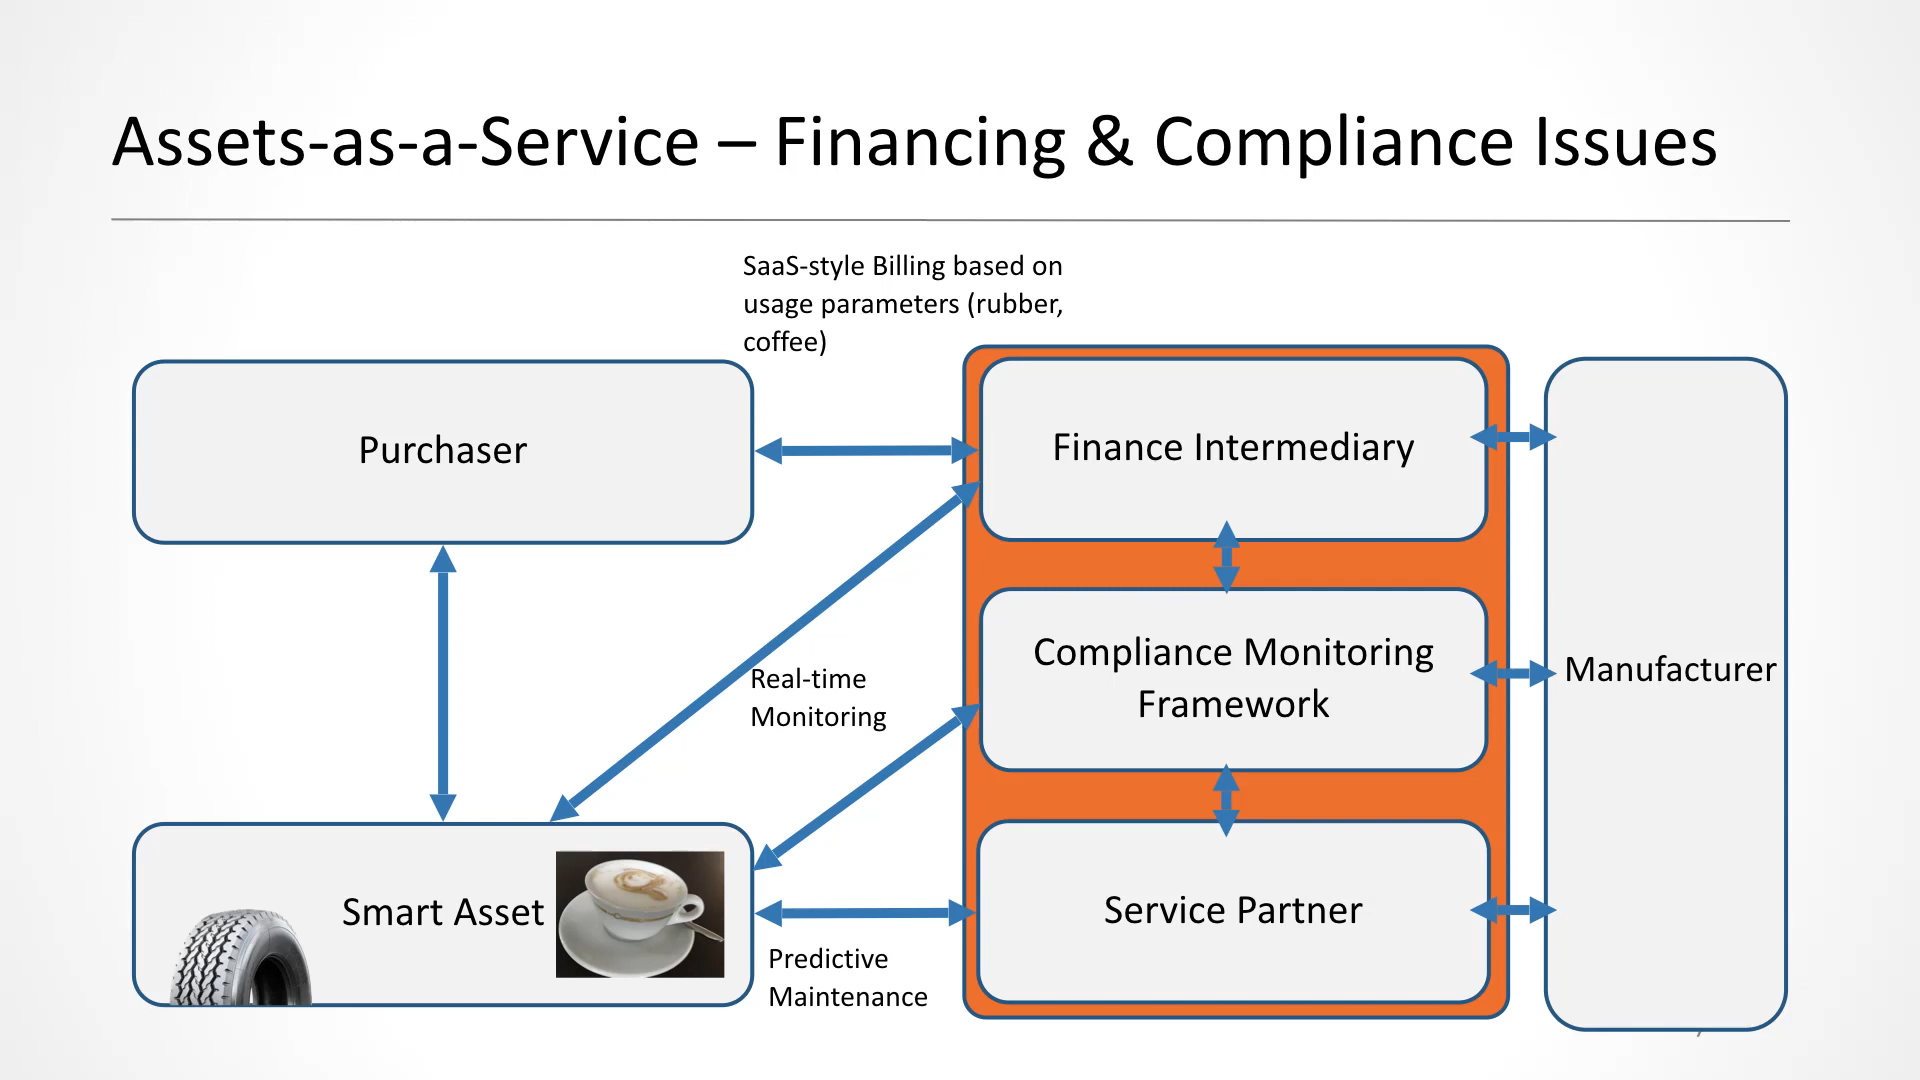 Assets-as-a-Service – Financing & Compliance Issues
SaaS-style Billing based on
usage parameters (rubber,
coffee)
Purchaser
Finance Intermediary
Compliance Monitoring
Framework
Manufacturer
Real-time
Monitoring
Smart Asset
Service Partner
Predictive
Maintenance